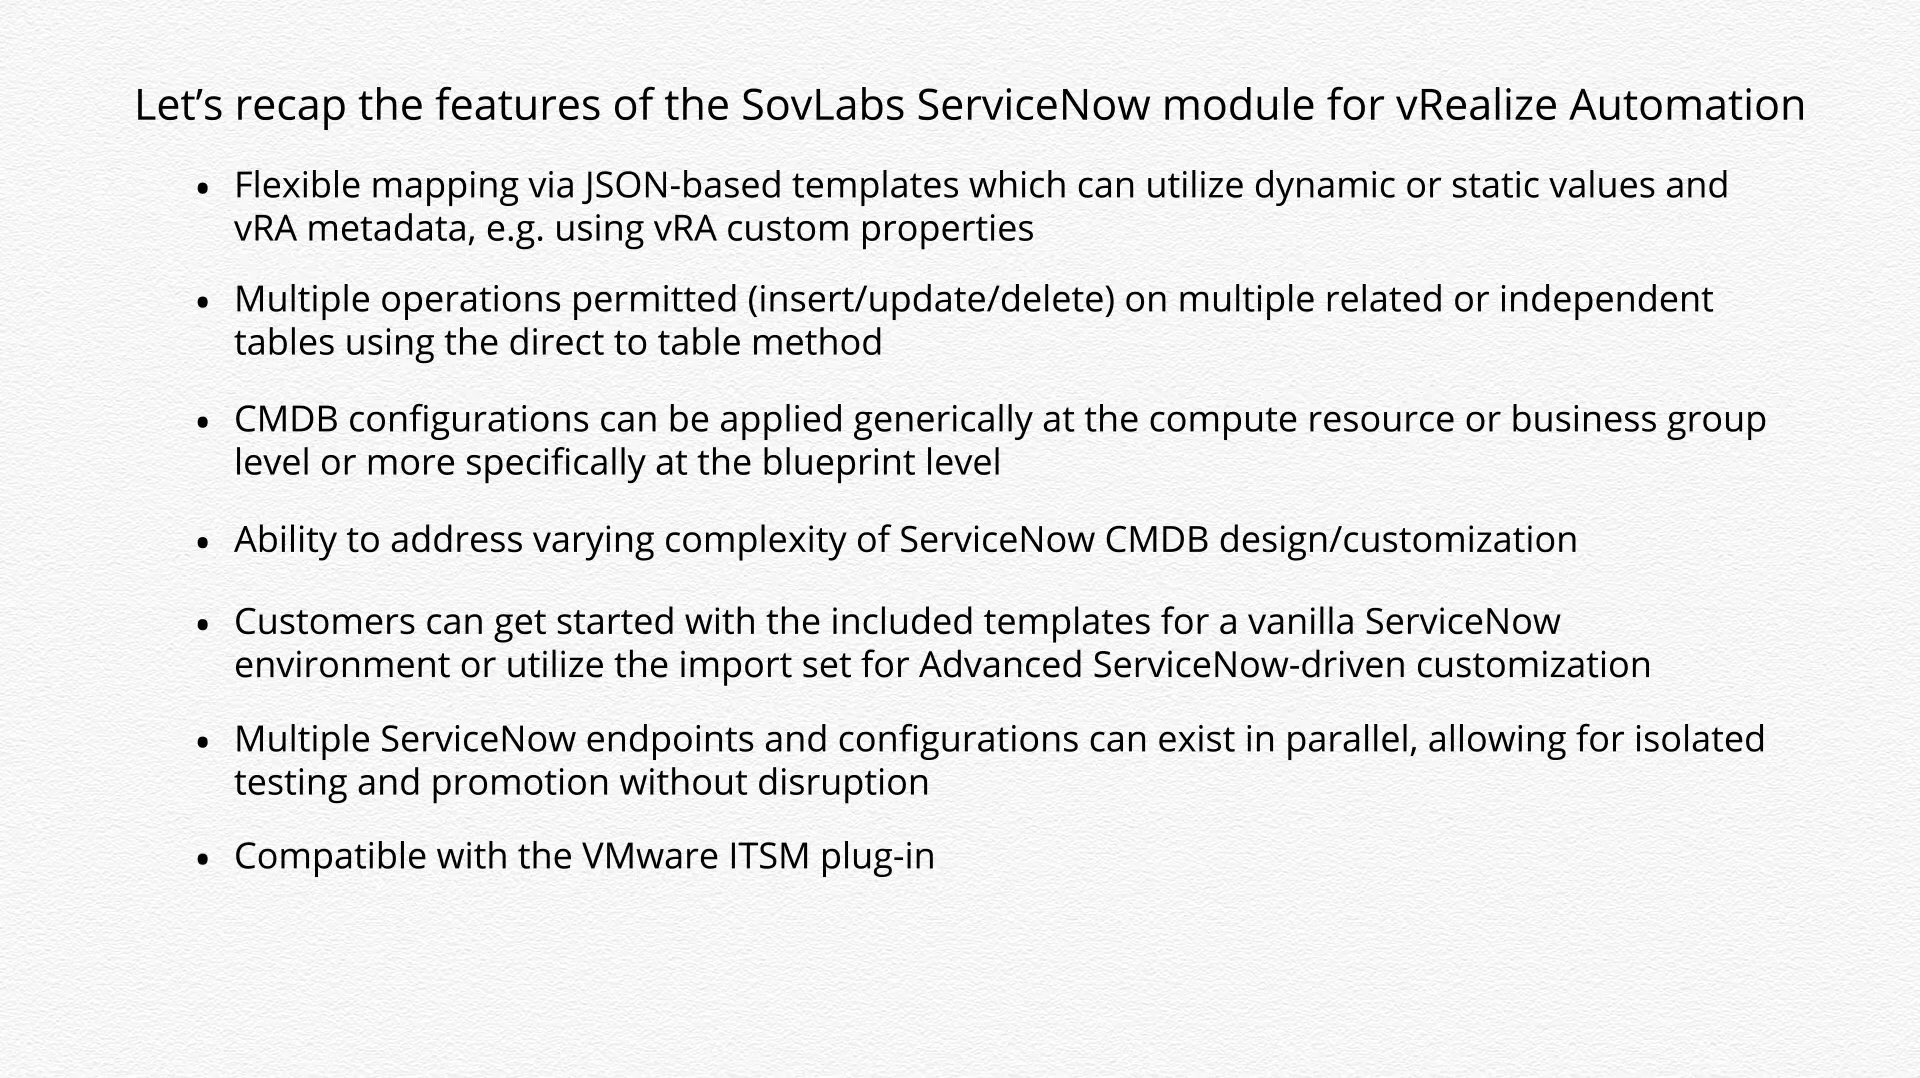 Let’s recap the features of the SovLabs ServiceNow module for vRealize Automation
• Flexible mapping via JSON-based templates which can utilize dynamic or static values and
vRA metadata, e.g. using vRA custom properties
• Multiple operations permitted (insert/update/delete) on multiple related or independent
tables using the direct to table method
• CMDB configurations can be applied generically at the compute resource or business group
level or more specifically at the blueprint level
• Ability to address varying complexity of ServiceNow CMDB design/customization
• Customers can get started with the included templates for a vanilla ServiceNow
environment or utilize the import set for Advanced ServiceNow-driven customization
• Multiple ServiceNow endpoints and configurations can exist in parallel, allowing for isolated
testing and promotion without disruption
• Compatible with the VMware ITSM plug-in